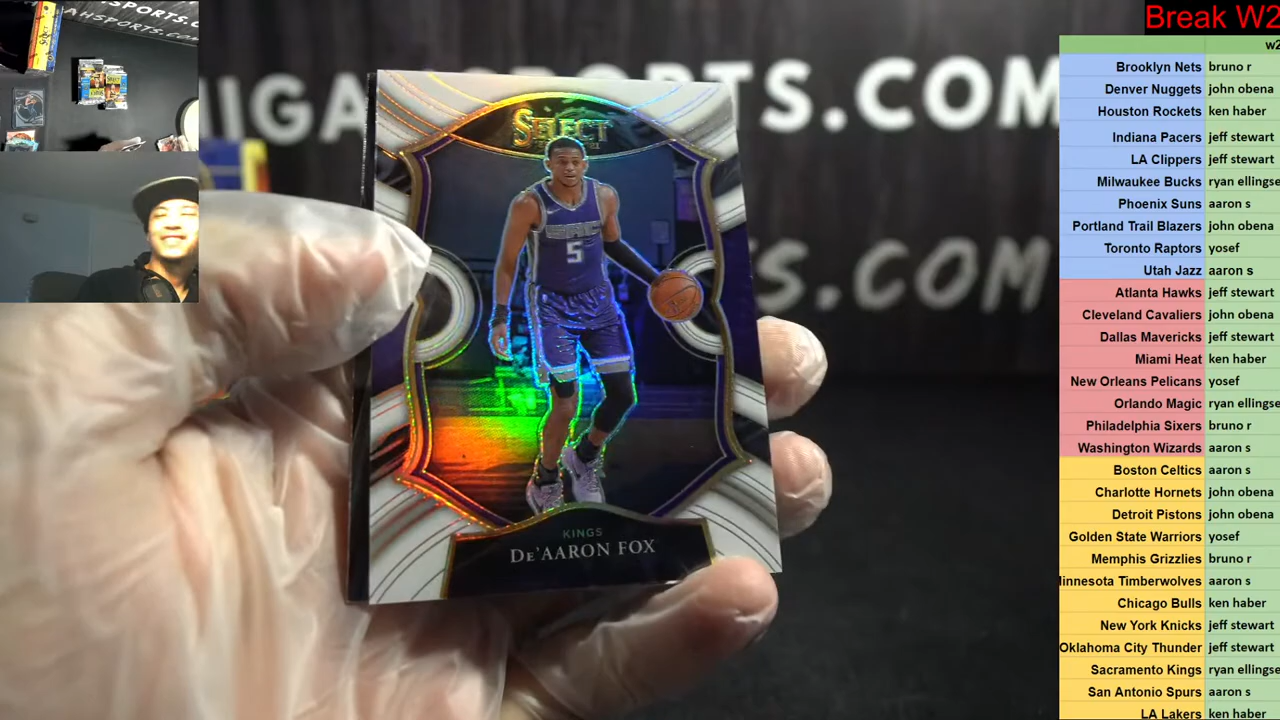 AHSPORTS.COM
Break W2
w2
Brooklyn Nets bruno r
Denver Nuggets john obena
Houston Rockets ken haber
Indiana Pacers jeff stewart
LA Clippers jeff stewart
Milwaukee Bucks ryan ellingse
Phoenix Suns aaron s
Portland Trail Blazers john obena
Toronto Raptors yosef
Utah Jazz aaron s
Atlanta Hawks jeff stewart
Cleveland Cavaliers john obena
Dallas Mavericks jeff stewart
Miami Heat ken haber
New Orleans Pelicans yosef
Orlando Magic ryan ellingse
Philadelphia Sixers bruno r
Washington Wizards aaron s
Boston Celtics aaron s
Charlotte Hornets john obena
Detroit Pistons john obena
Golden State Warriors yosef
Memphis Grizzlies bruno r
innesota Timberwolves aaron s
Chicago Bulls ken haber
New York Knicks jeff stewart
Oklahoma City Thunder jeff stewart
Sacramento Kings ryan ellingse
San Antonio Spurs aaron s
LA Lakers ken haber
IGA SPORTS.COM
S.COM
SELECT
5
KINGS
DE'AARON FOX